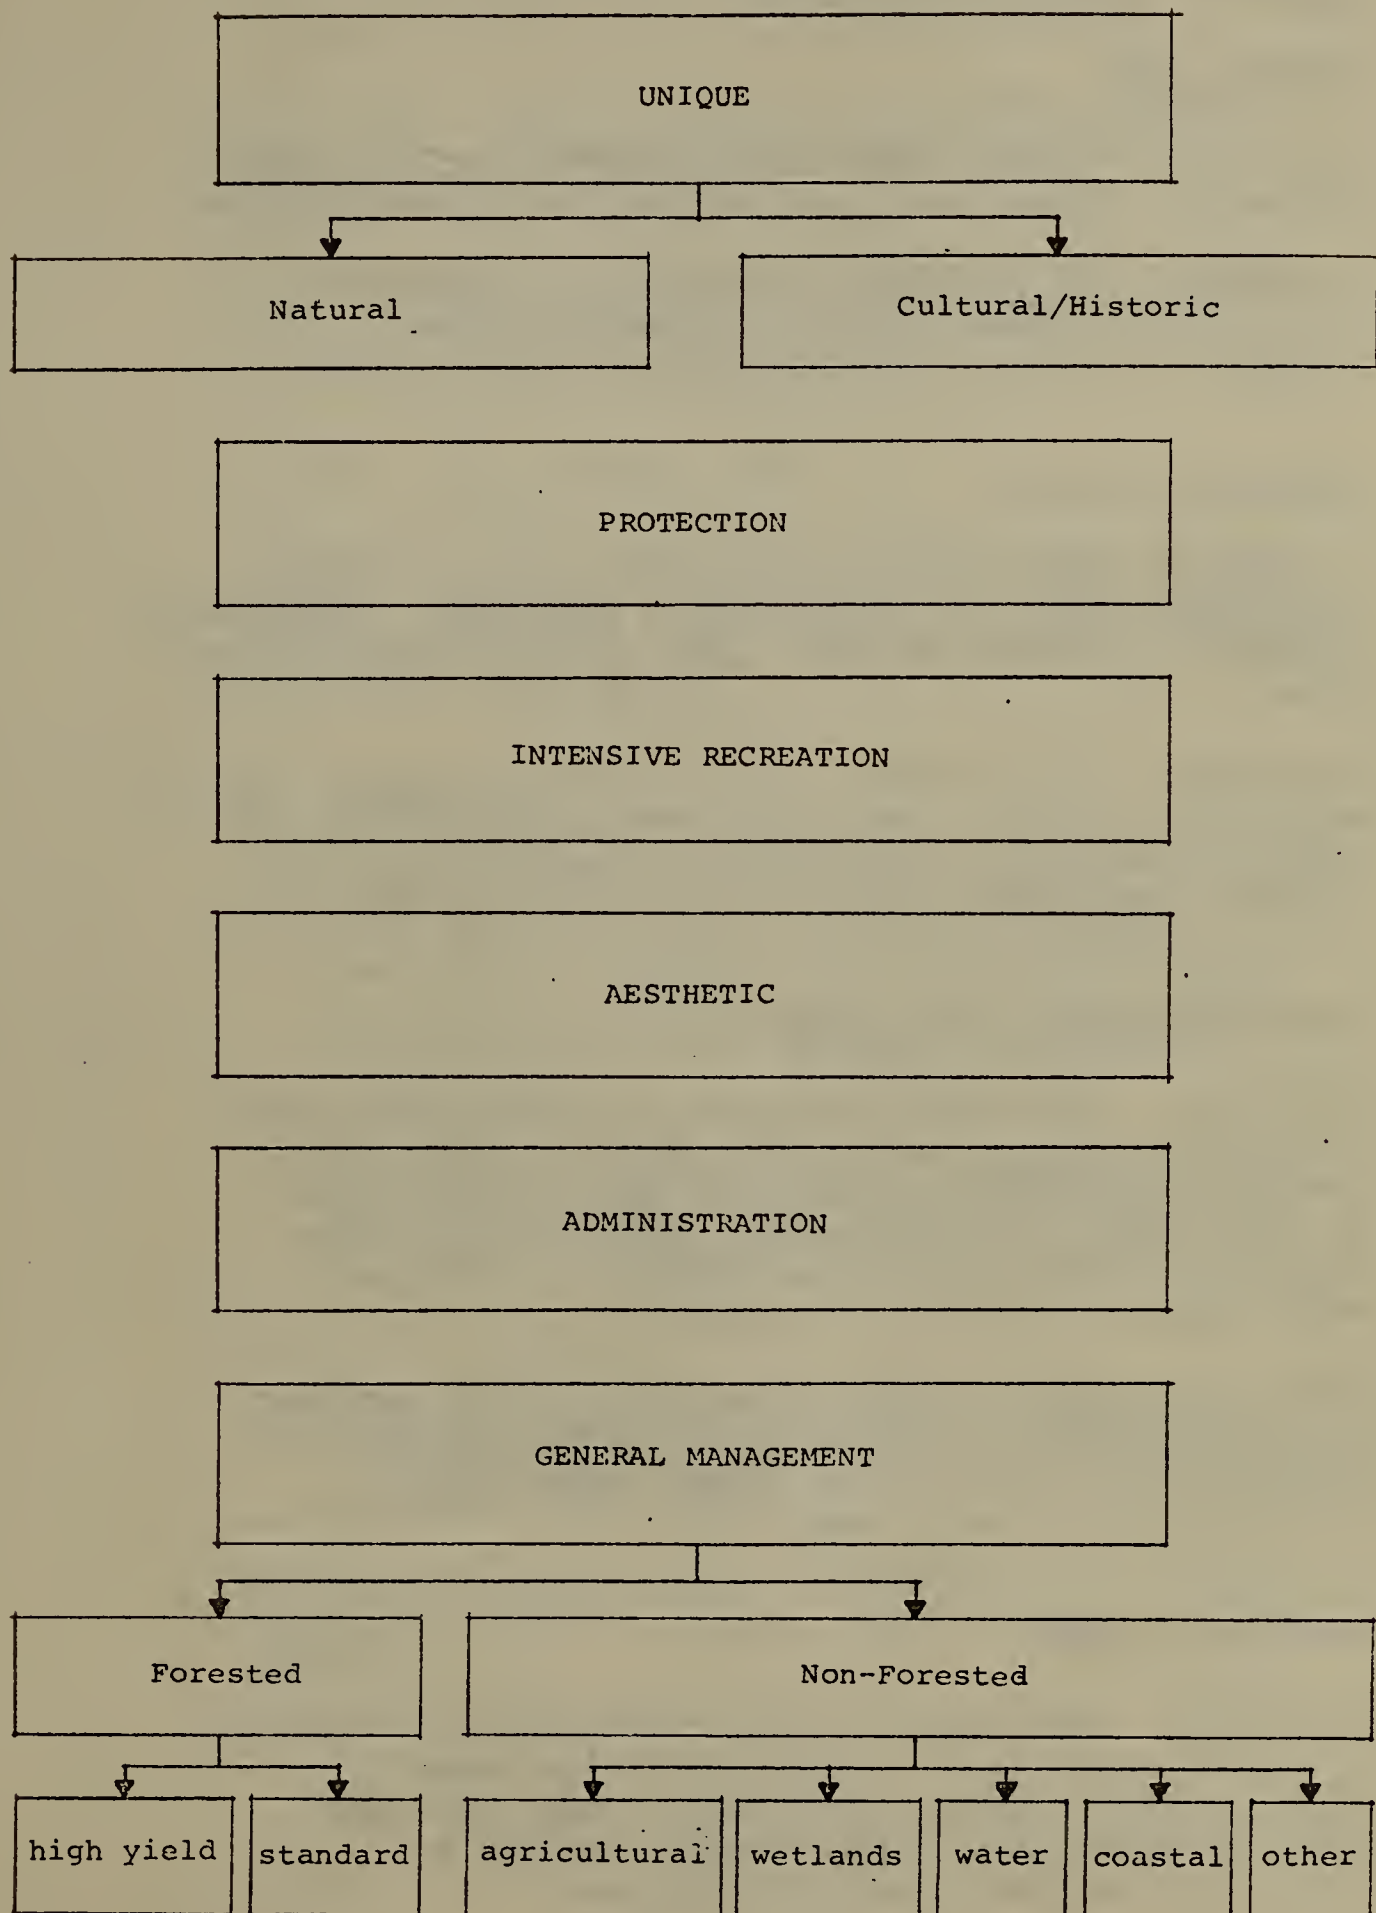 UNIQUE
Natural
Cultural/Historic
PROTECTION
INTENSIVE RECREATION
AESTHETIC
ADMINISTRATION
GENERAL MANAGEMENT
Forested
Non-Forested
high yield
standard
agricultural
wetlands
water
coastal
other